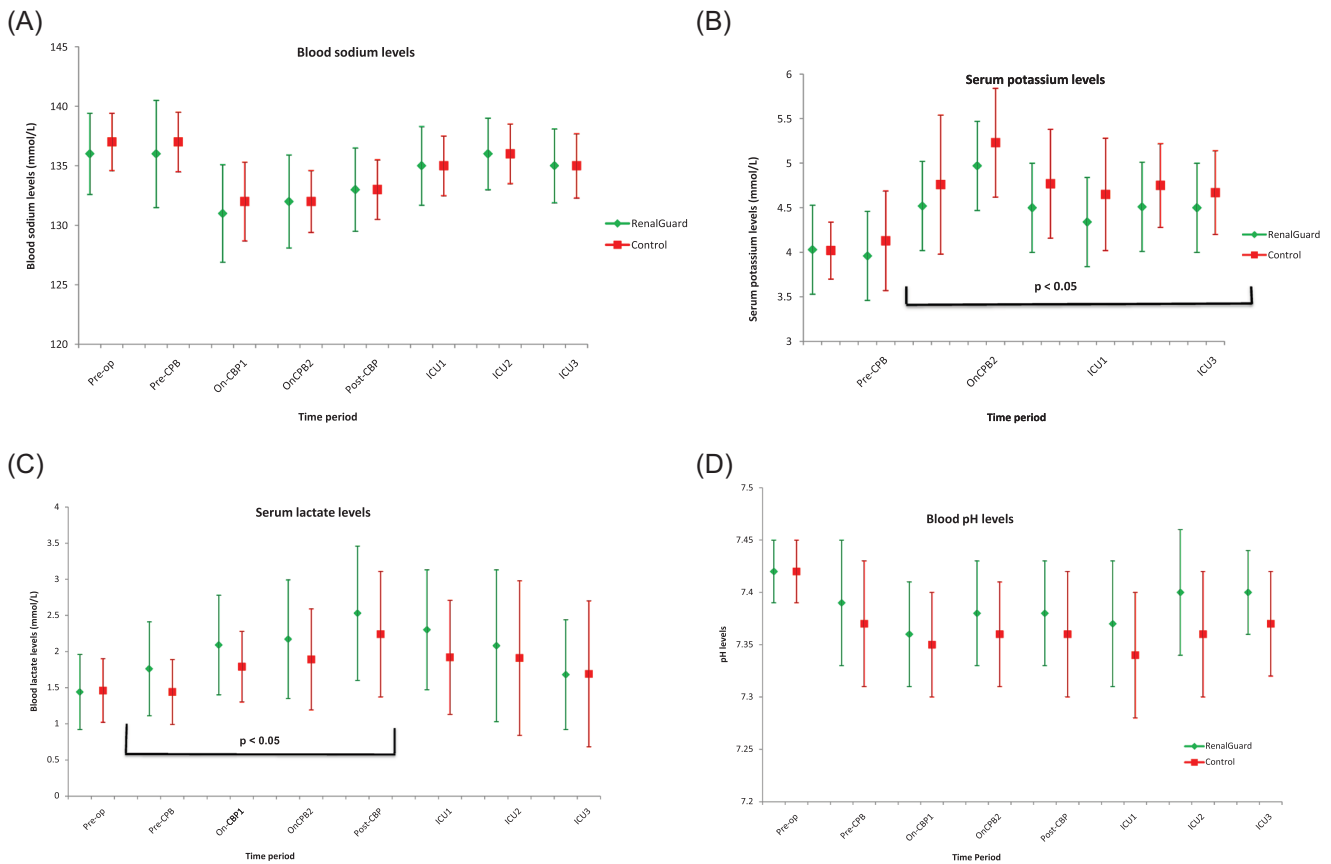 (A)
Blood sodium levels
Blood sodium levels (mmol/L)
145
140
135
130
125
120
Pre-op
Pre-CPB
On-CBP1
OnCPB2
Post-CBP
ICU1
ICU2
ICU3
Time period
RenalGuard
Control
(B)
Serum potassium levels
Serum potassium levels (mmol/L)
6
5.5
5
4.5
4
3.5
3
p < 0.05
Pre-CPB
OnCPB2
ICU1
ICU3
Time period
RenalGuard
Control
(C)
Serum lactate levels
Blood lactate levels (mmol/L)
4
3.5
3
2.5
2
1.5
1
0.5
0
p < 0.05
Pre-op
Pre-CPB
On-CBP1
OnCPB2
Post-CBP
ICU1
ICU2
ICU3
Time period
(D)
Blood pH levels
pH levels
7.5
7.45
7.4
7.35
7.3
7.25
7.2
Pre-op
Pre-CPB
On-CBP1
OnCPB2
Post-CBP
ICU1
ICU2
ICU3
Time Period
RenalGuard
Control